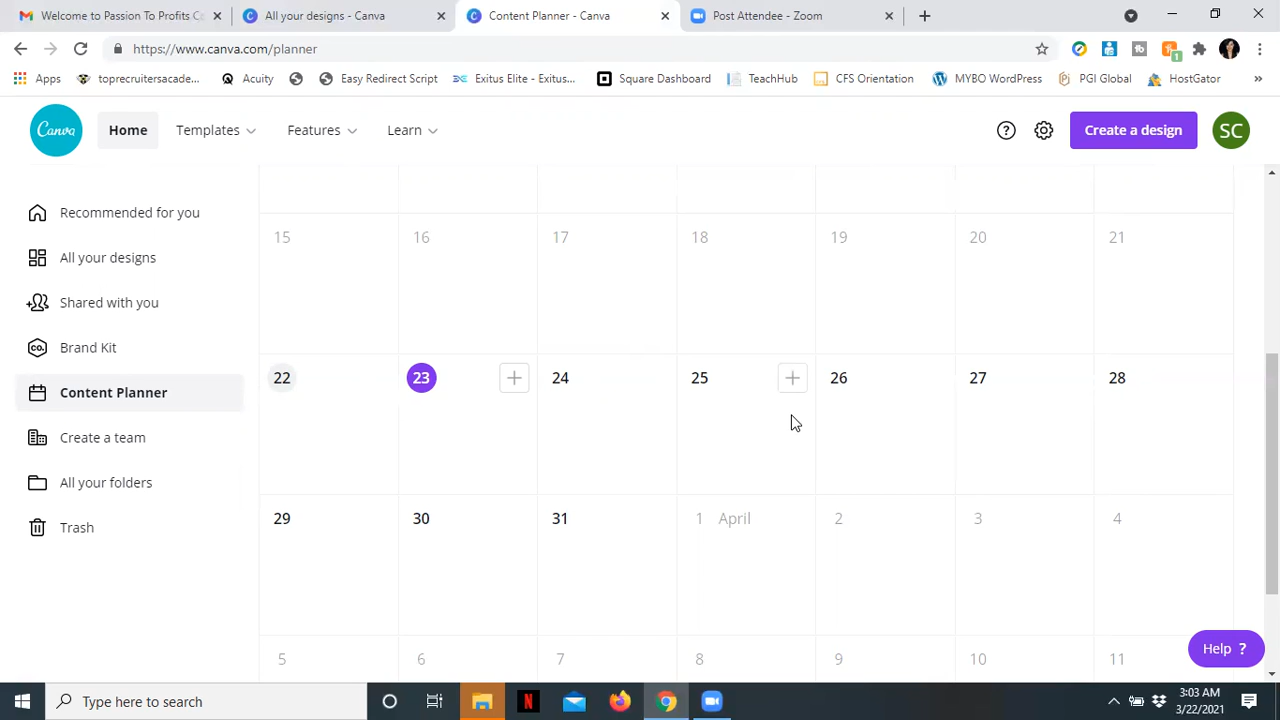 Welcome to Passion To Profits Co
All your designs - Canva
Content Planner - Canva
Post Attendee - Zoom
https://www.canva.com/planner
1
Apps
toprecruitersacade...
Acuity
Easy Redirect Script
Exitus Elite - Exitus...
Square Dashboard
TeachHub
CFS Orientation
MYBO WordPress
PGI Global
HostGator
»
Canva
Home
Templates
Features
Learn
?
Create a design
SC
Recommended for you
All your designs
Shared with you
co.
Brand Kit
Content Planner
Create a team
All your folders
Trash
15 16 17 18 19 20 21
22 23 24 25 26 27 28
29 30 31 1 April 2 3 4
5 6 7 8 9 10 11
Help ?
Type here to search
N
3:03 AM
3/22/2021